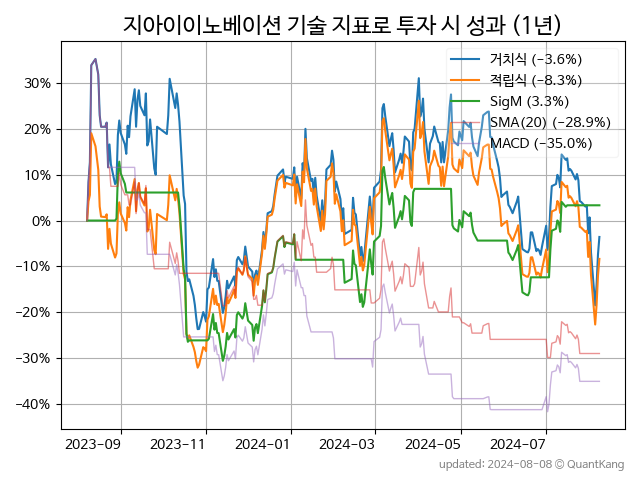 지아이이노베이션 기술 지표로 투자 시 성과 (1년)
거치식 (−3.6%)
적립식 (−8.3%)
SigM (3.3%)
SMA(20) (−28.9%)
MACD (−35.0%)
30%
20%
10%
0%
−10%
−20%
−30%
−40%
2023-09
2023-11
2024-01
2024-03
2024-05
2024-07
updated: 2024-08-08 © QuantKang